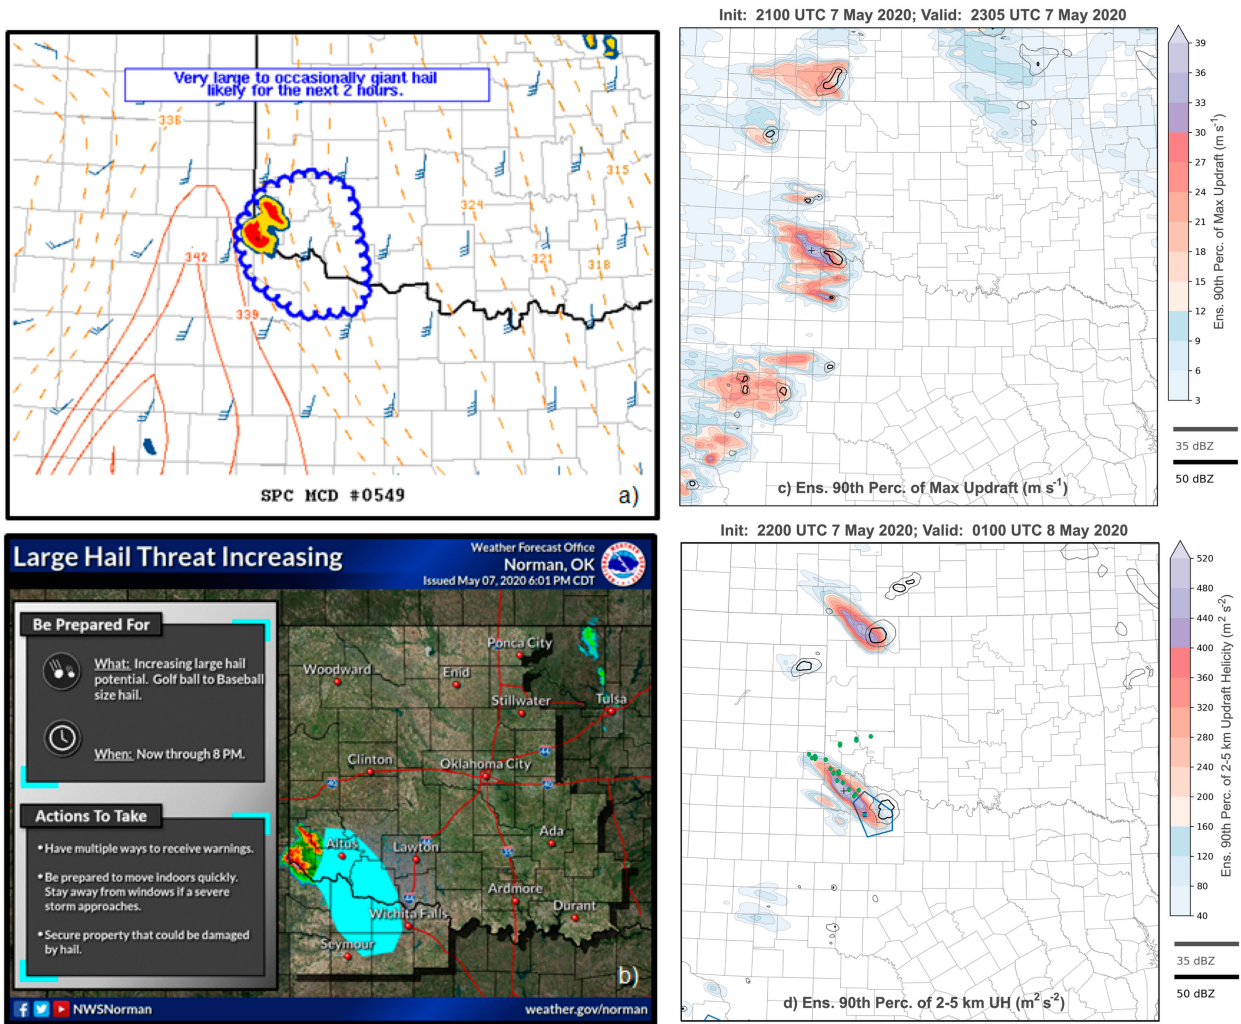 Very large to occasionally giant hail
likely for the next 2 hours.
336
315
324
321
318
342
339
SPC MCD #0549
a)
Init: 2100 UTC 7 May 2020; Valid: 2305 UTC 7 May 2020
39
36
33
30
27
24
21
18
15
12
9
6
3
Ens. 90th Perc. of Max Updraft (m s-1)
35 dBZ
50 dBZ
c) Ens. 90th Perc. of Max Updraft (m s-1)
Large Hail Threat Increasing
Weather Forecast Office
Norman, OK
Issued May 07, 2020 6:01 PM CDT
Be Prepared For
What: Increasing large hail
potential. Golf ball to Baseball
size hail.
When: Now through 8 PM.
Actions To Take
•Have multiple ways to receive warnings.
•Be prepared to move indoors quickly.
Stay away from windows if a severe
storm approaches.
•Secure property that could be damaged
by hail.
Ponca City
Woodward
Enid
Stillwater
Tulsa
44
Clinton
Oklahoma City
40
40
Altus
Lawton
44
Ada
35
Ardmore
44
Durant
Wichita Falls
Seymour
b)
NWSNorman
weather.gov/norman
Init: 2200 UTC 7 May 2020; Valid: 0100 UTC 8 May 2020
520
480
440
400
360
320
280
240
200
160
120
80
40
Ens. 90th Perc. of 2-5 km Updraft Helicity (m2 s-2)
35 dBZ
50 dBZ
d) Ens. 90th Perc. of 2-5 km UH (m2 s-2)